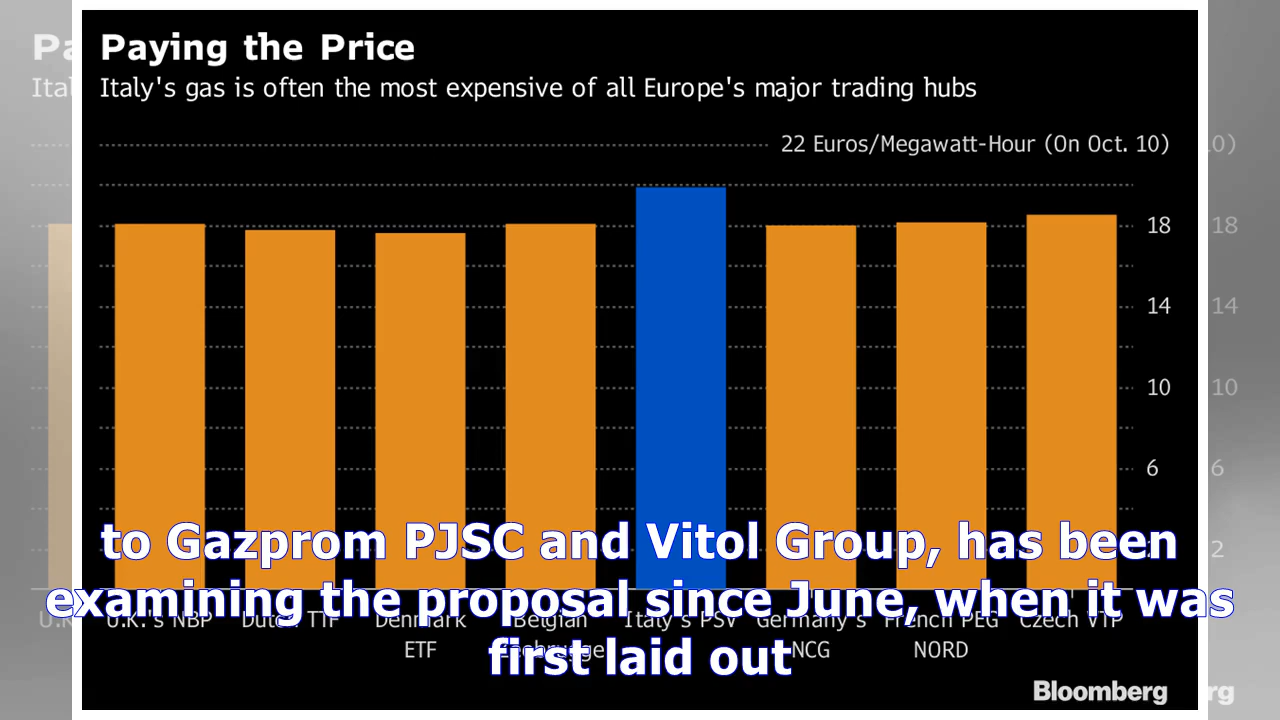 Paying the Price
Italy's gas is often the most expensive of all Europe's major trading hubs
22 Euros/Megawatt-Hour (On Oct. 10)
18
14
10
6
2
to Gazprom PJSC and Vitol Group, has been
examining the proposal since June, when it was
first laid out
U.K.'s NBP Dutch TTF Denmark Belgian Italy's PSV Germany's French PEG Czech VTP
ETF NCG NORD
Bloomberg